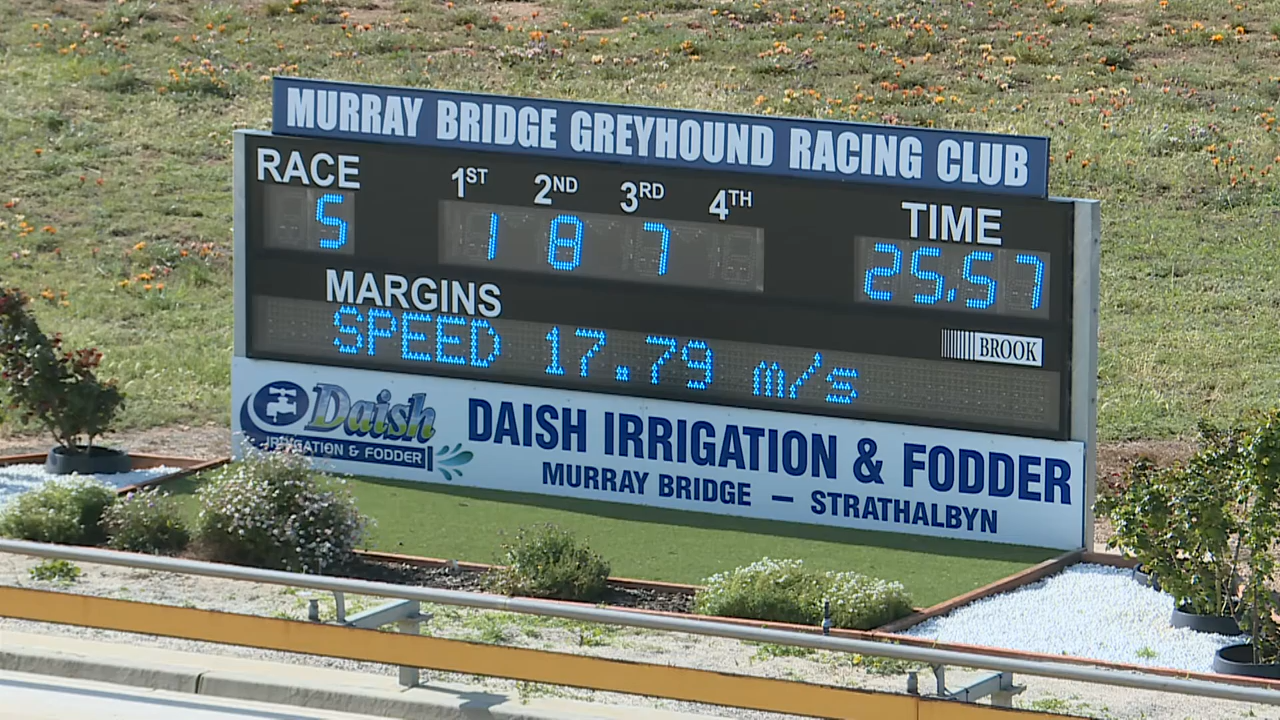 MURRAY BRIDGE GREYHOUND RACING CLUB
RACE 1ST 2ND 3RD 4TH TIME
5 1 8 7 25.57
MARGINS
SPEED 17.79 m/s
BROOK
Daish
IRRIGATION & FODDER
DAISH IRRIGATION & FODDER
MURRAY BRIDGE – STRATHALBYN